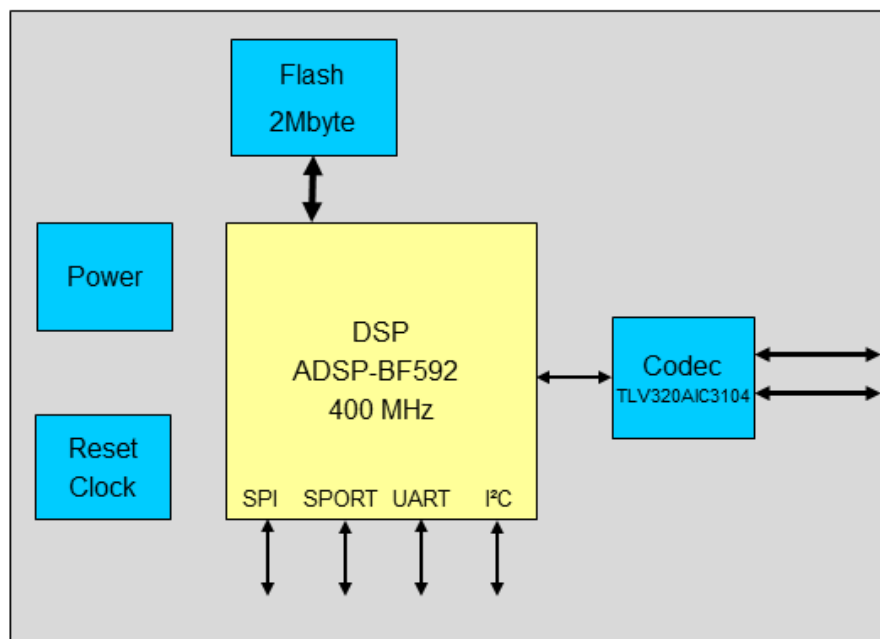 Flash
2Mbyte
Power
DSP
ADSP-BF592
400 MHz
Codec
TLV320AIC3104
Reset
Clock
SPI SPORT UART I²C